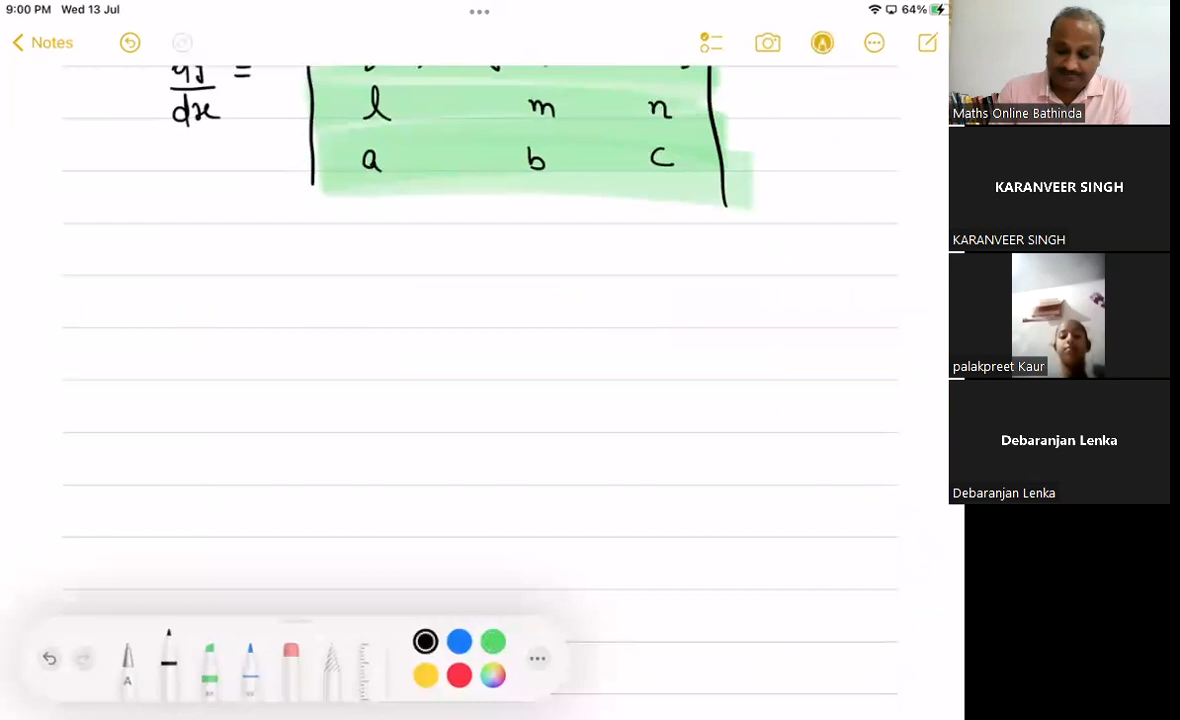 9:00 PM Wed 13 Jul
64%
Notes
dy
dx =
l m n
a b c
A
Maths Online Bathinda
KARANVEER SINGH
KARANVEER SINGH
palakpreet Kaur
Debaranjan Lenka
Debaranjan Lenka